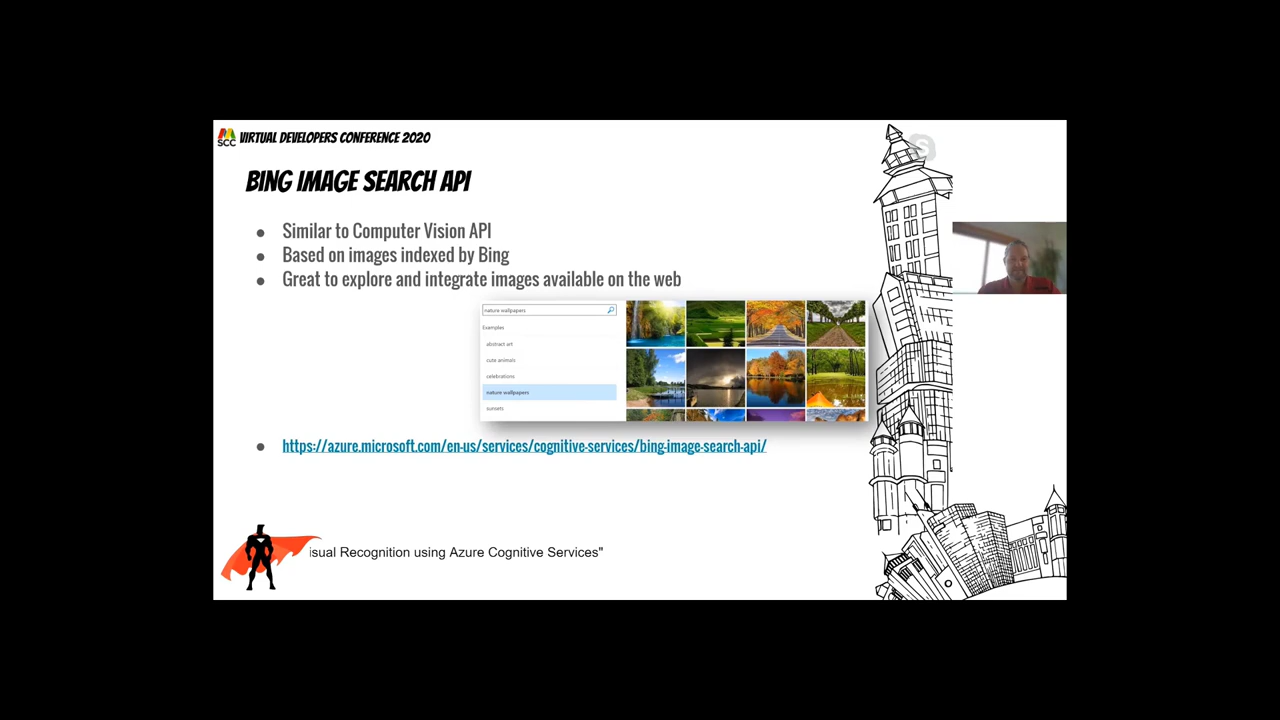 SCC VIRTUAL DEVELOPERS CONFERENCE 2020
BING IMAGE SEARCH API
● Similar to Computer Vision API
● Based on images indexed by Bing
● Great to explore and integrate images available on the web
nature wallpapers
Examples
abstract art
cute animals
celebrations
nature wallpapers
sunsets
● https://azure.microsoft.com/en-us/services/cognitive-services/bing-image-search-api/
isual Recognition using Azure Cognitive Services"
S